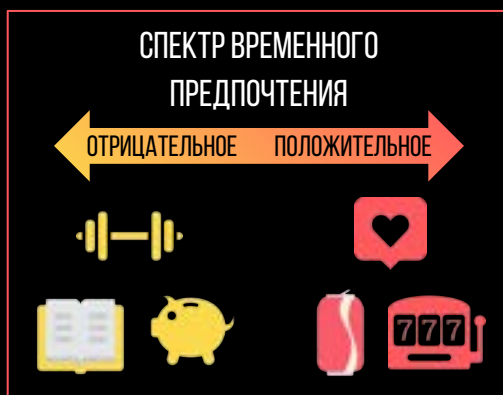 СПЕКТР ВРЕМЕННОГО
ПРЕДПОЧТЕНИЯ
ОТРИЦАТЕЛЬНОЕ ПОЛОЖИТЕЛЬНОЕ
777